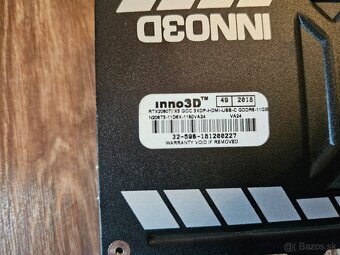 INNO3D
inno3D™
49 2018
RTX2080TI X3 GOC 3XDP-HDMI-USB-C GDDR6-11GB
N208T3-11D6X-1150VA24 VA24
32-596-181200227
WARRANTY VOID IF REMOVED
Bazos.sk